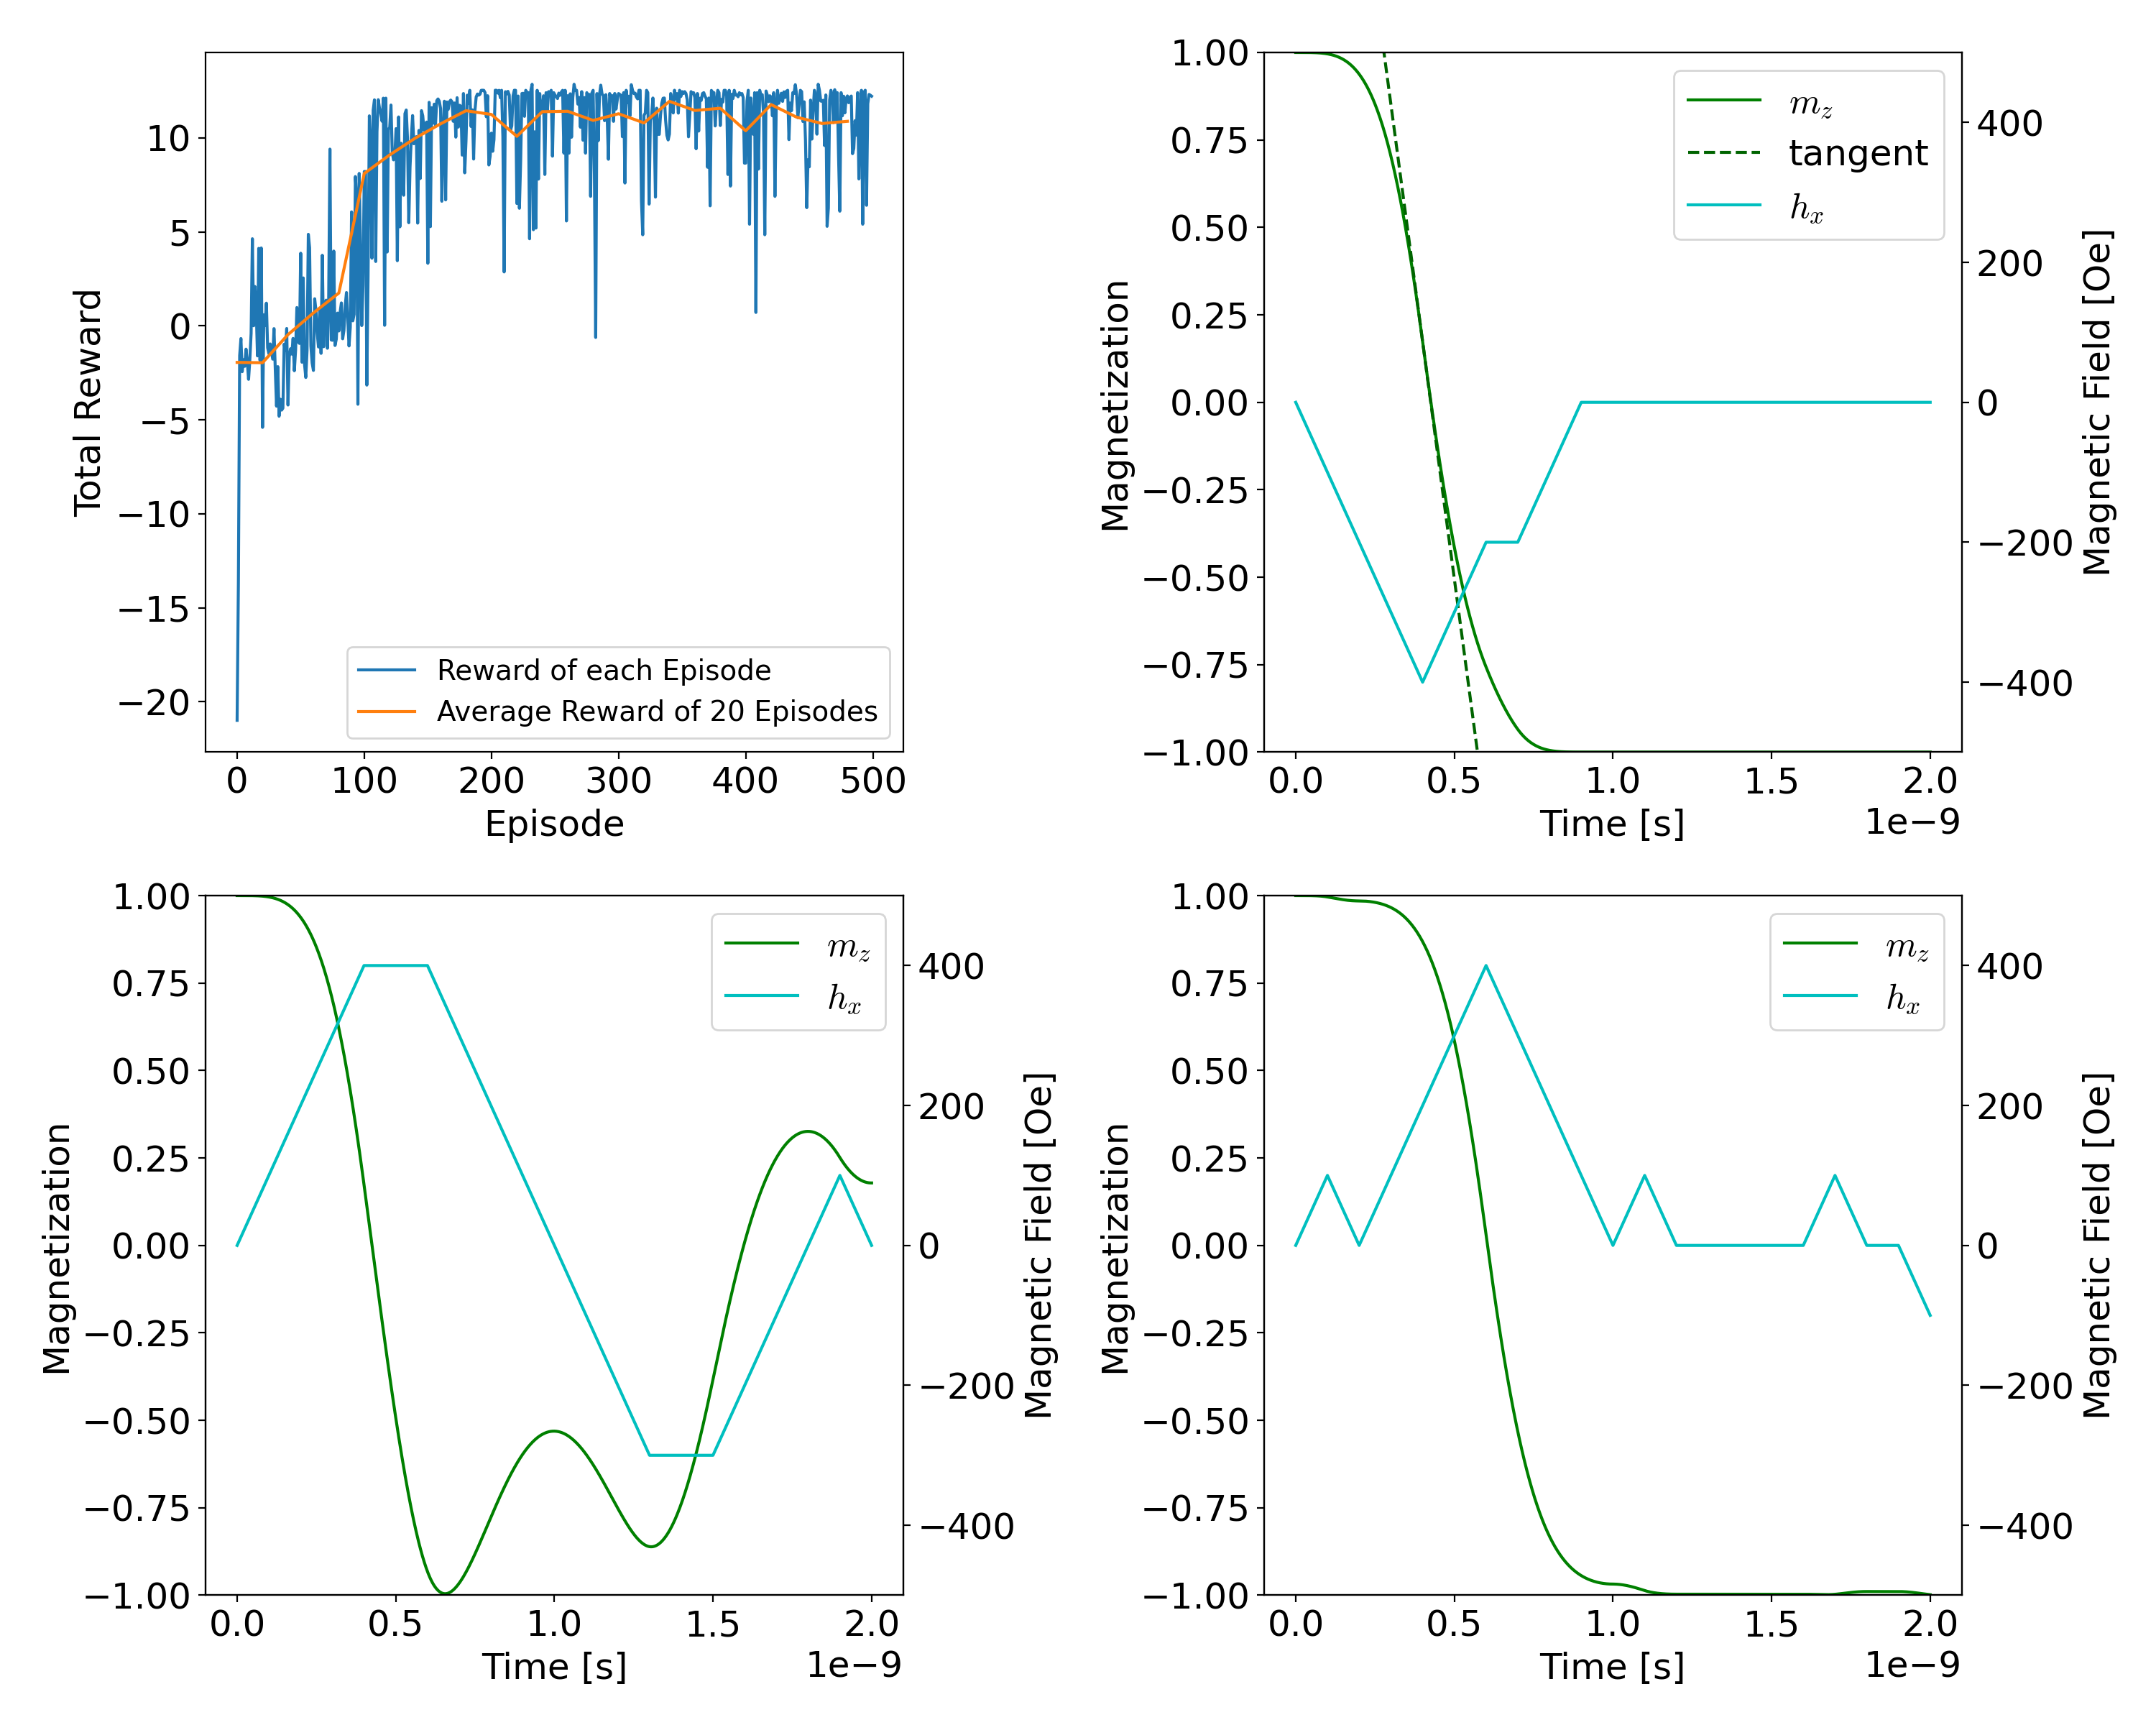 Total Reward
10
5
0
−5
−10
−15
−20
0 100 200 300 400 500
Episode
Reward of each Episode
Average Reward of 20 Episodes
Magnetization
1.00
0.75
0.50
0.25
0.00
−0.25
−0.50
−0.75
−1.00
0.0 0.5 1.0 1.5 2.0
Time [s]
1e−9
m_z
tangent
h_x
400
200
0
−200
−400
Magnetic Field [Oe]
Magnetization
1.00
0.75
0.50
0.25
0.00
−0.25
−0.50
−0.75
−1.00
0.0 0.5 1.0 1.5 2.0
Time [s]
1e−9
m_z
h_x
400
200
0
−200
−400
Magnetic Field [Oe]
Magnetization
1.00
0.75
0.50
0.25
0.00
−0.25
−0.50
−0.75
−1.00
0.0 0.5 1.0 1.5 2.0
Time [s]
1e−9
m_z
h_x
400
200
0
−200
−400
Magnetic Field [Oe]